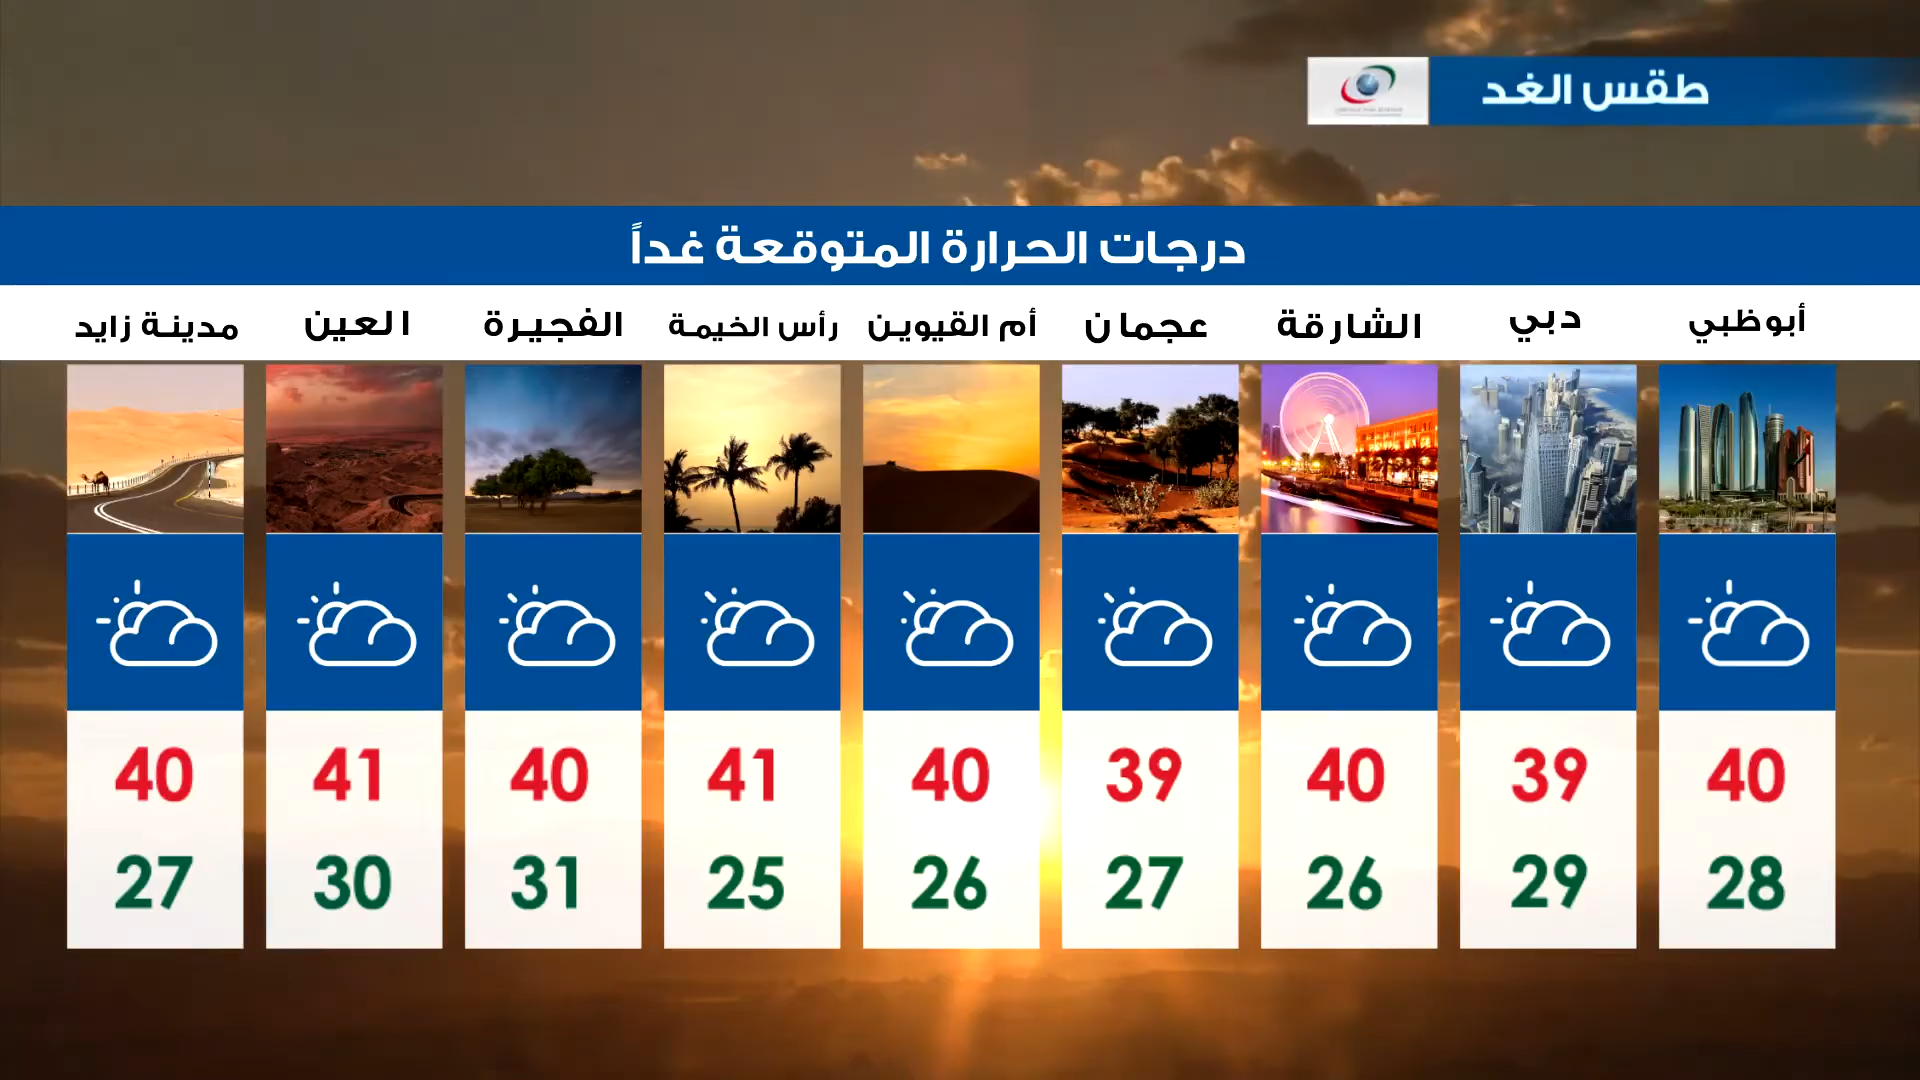 طقس الغد
درجات الحرارة المتوقعة غداً
أبوظبي دبي الشارقة عجمان أم القيوين رأس الخيمة الفجيرة العين مدينة زايد
40 39 40 39 40 41 40 41 40
28 29 26 27 26 25 31 30 27